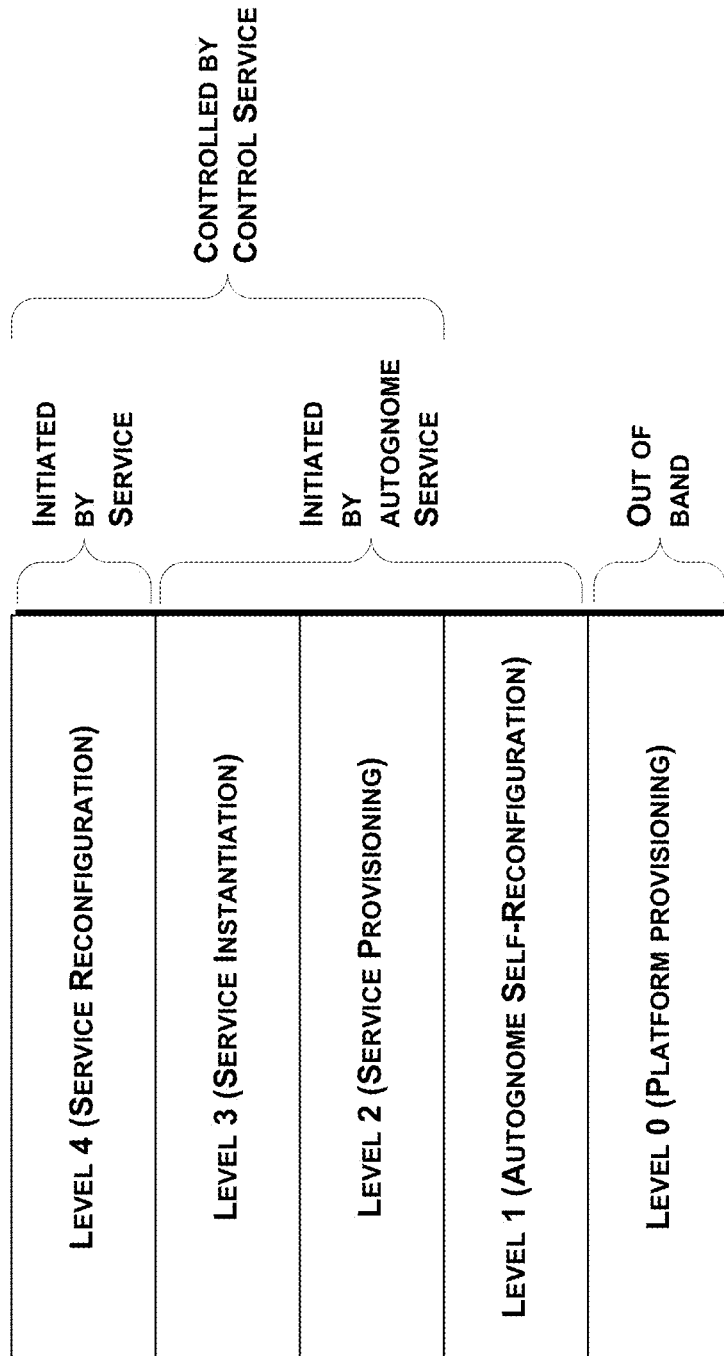 LEVEL 4 (SERVICE RECONFIGURATION)
LEVEL 3 (SERVICE INSTANTIATION)
LEVEL 2 (SERVICE PROVISIONING)
LEVEL 1 (AUTOGNOME SELF-RECONFIGURATION)
LEVEL 0 (PLATFORM PROVISIONING)
INITIATED
BY
SERVICE
INITIATED
BY
AUTOGNOME
SERVICE
OUT OF
BAND
CONTROLLED BY
CONTROL SERVICE